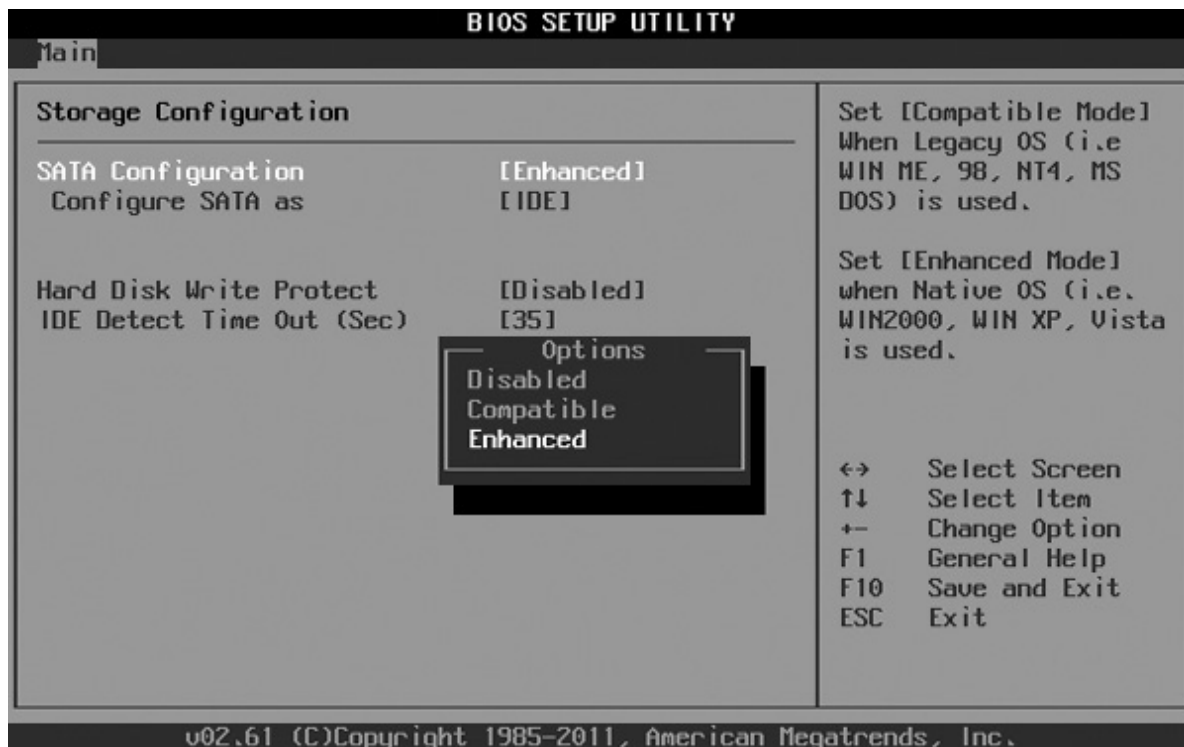 BIOS SETUP UTILITY
Main
Storage Configuration
SATA Configuration [Enhanced]
Configure SATA as [IDE]
Hard Disk Write Protect [Disabled]
IDE Detect Time Out (Sec) [35]
Options
Disabled
Compatible
Enhanced
Set [Compatible Mode]
When Legacy OS (i.e
WIN ME, 98, NT4, MS
DOS) is used.
Set [Enhanced Mode]
when Native OS (i.e.
WIN2000, WIN XP, Vista
is used.
←→ Select Screen
↑↓ Select Item
+- Change Option
F1 General Help
F10 Save and Exit
ESC Exit
v02.61 (C)Copyright 1985-2011, American Megatrends, Inc.